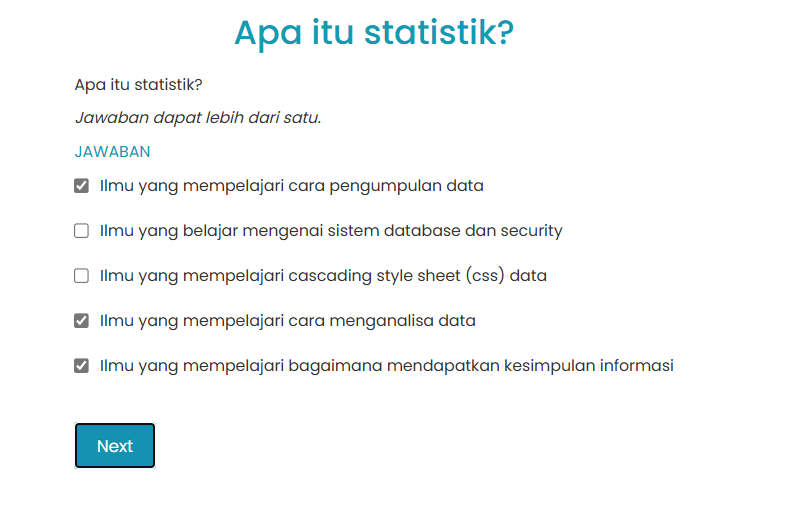 Apa itu statistik?
Apa itu statistik?
Jawaban dapat lebih dari satu.
JAWABAN
Ilmu yang mempelajari cara pengumpulan data
Ilmu yang belajar mengenai sistem database dan security
Ilmu yang mempelajari cascading style sheet (css) data
Ilmu yang mempelajari cara menganalisa data
Ilmu yang mempelajari bagaimana mendapatkan kesimpulan informasi
Next